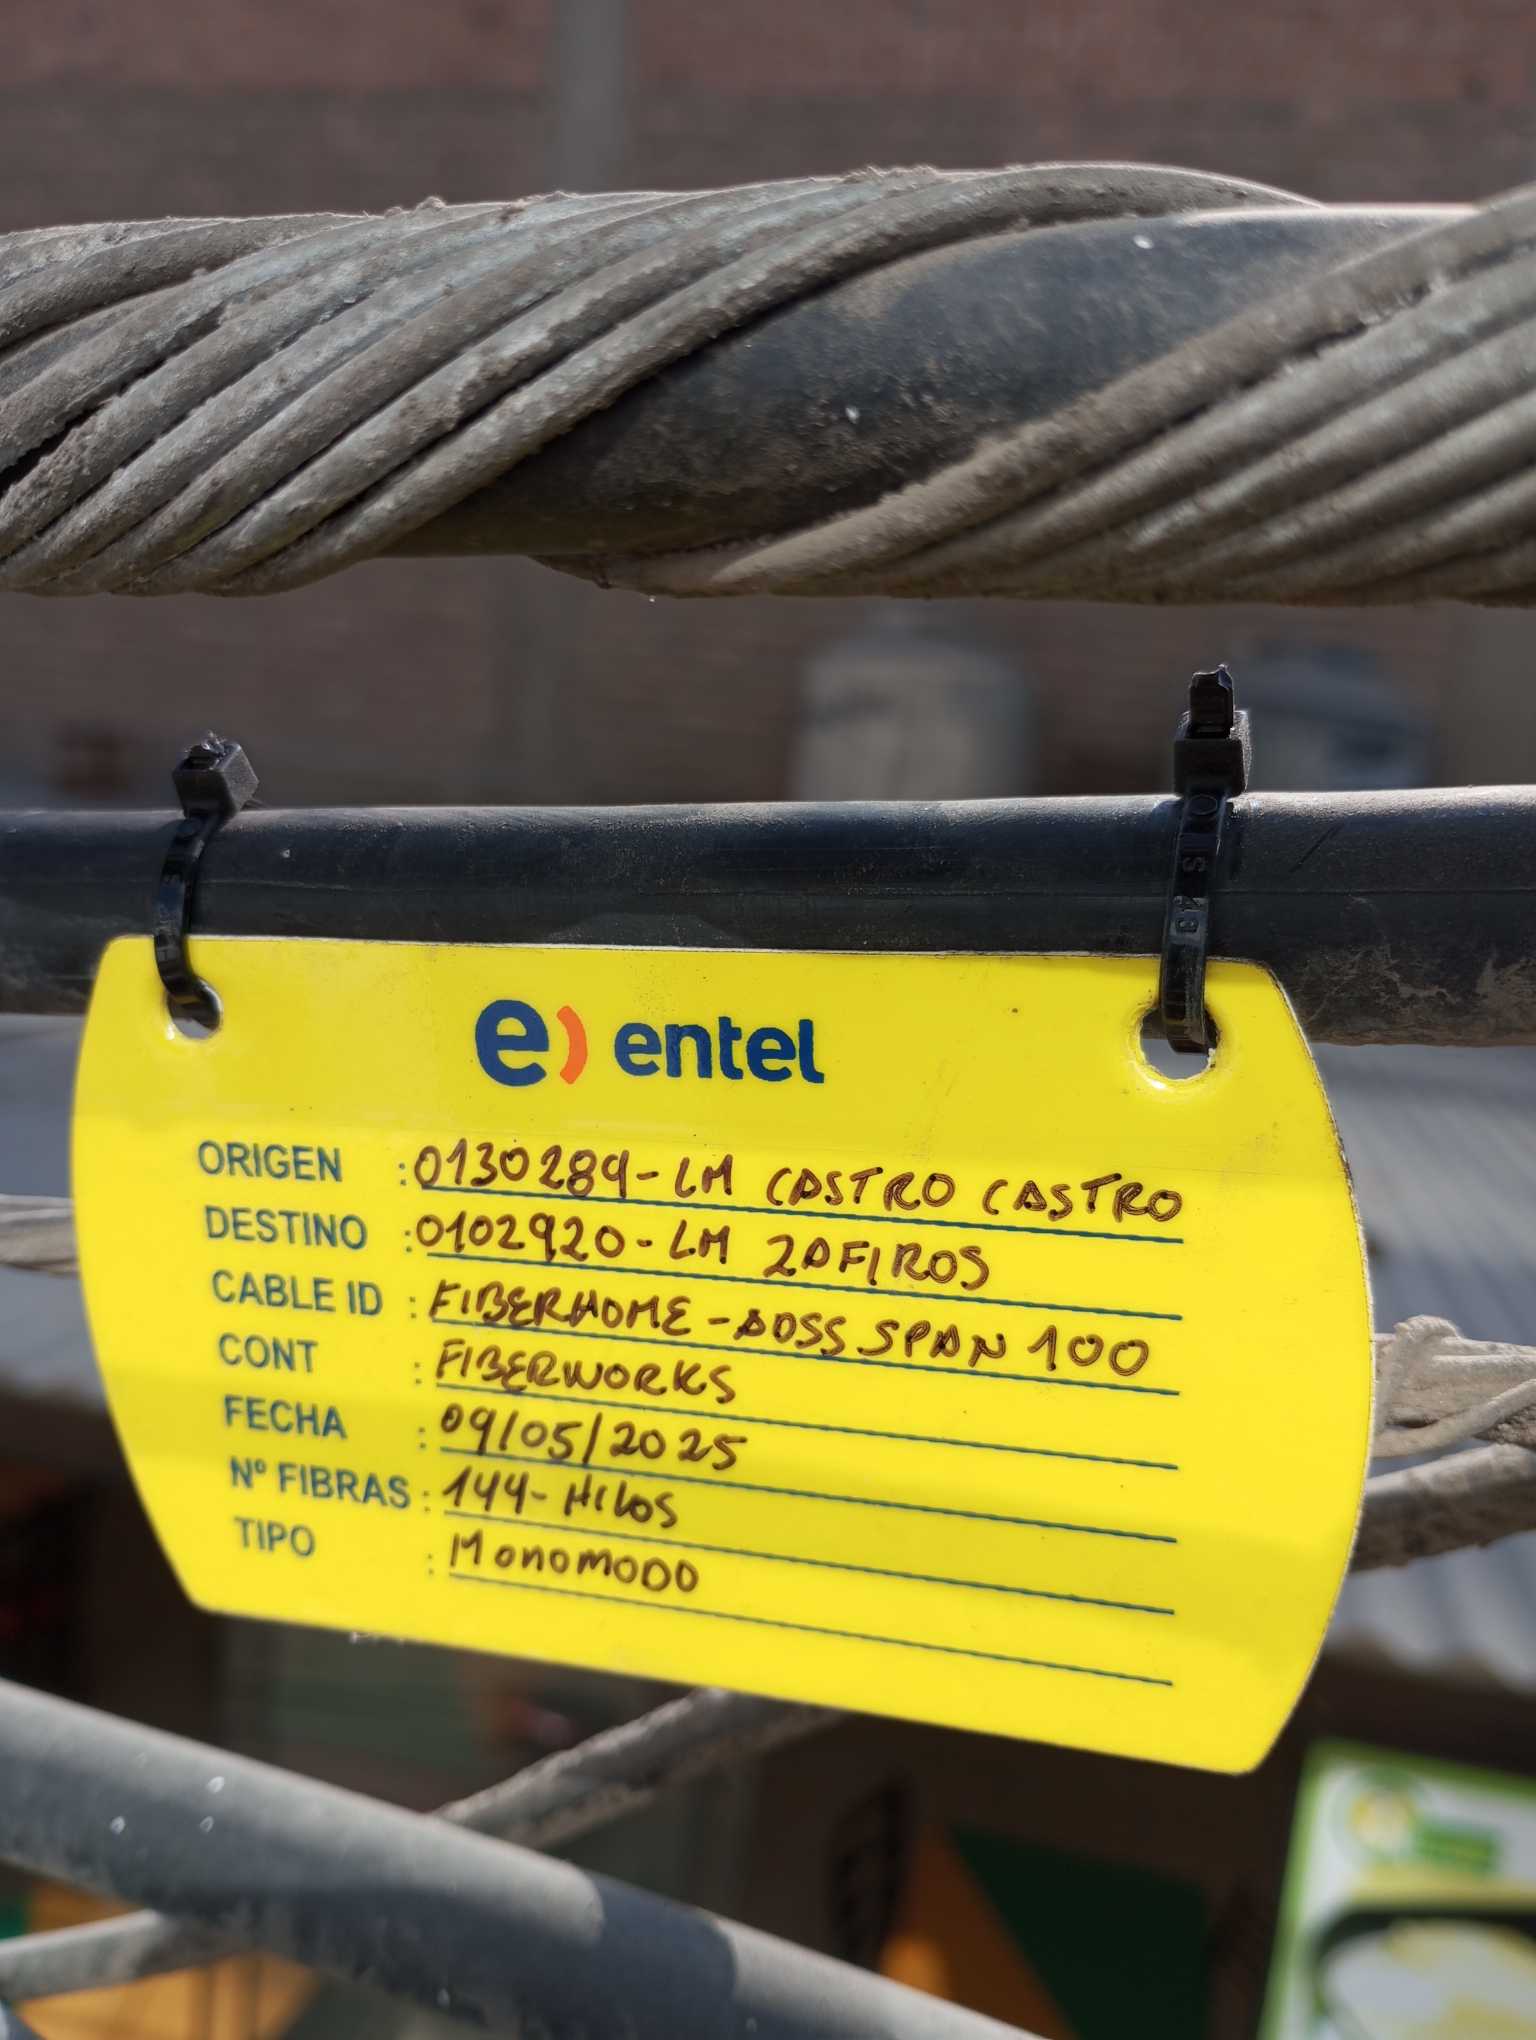 e) entel
ORIGEN : 0130289-LM CASTRO CASTRO
DESTINO : 0102920-LM ZAFIROS
CABLE ID : FIBERHOME-ADSS SPAN 100
CONT : FIBERWORKS
FECHA : 09/05/2025
Nº FIBRAS : 144-HILOS
TIPO : MONOMODO